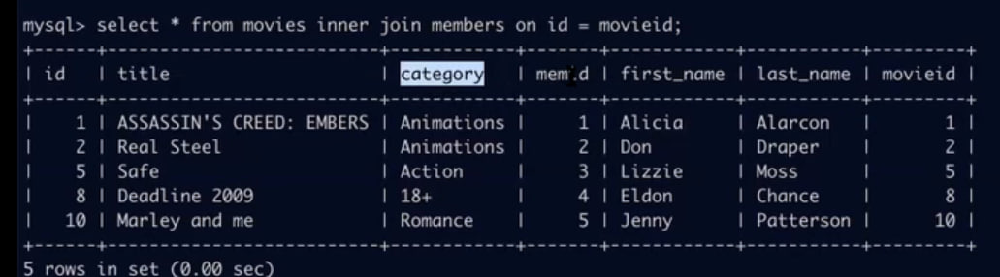 mysql> select * from movies inner join members on id = movieid;
+------+-------------------------+------------+-------+------------+-----------+---------+
| id | title | category | memid | first_name | last_name | movieid |
+------+-------------------------+------------+-------+------------+-----------+---------+
| 1 | ASSASSIN'S CREED: EMBERS | Animations | 1 | Alicia | Alarcon | 1 |
| 2 | Real Steel | Animations | 2 | Don | Draper | 2 |
| 5 | Safe | Action | 3 | Lizzie | Moss | 5 |
| 8 | Deadline 2009 | 18+ | 4 | Eldon | Chance | 8 |
| 10 | Marley and me | Romance | 5 | Jenny | Patterson | 10 |
+------+-------------------------+------------+-------+------------+-----------+---------+
5 rows in set (0.00 sec)